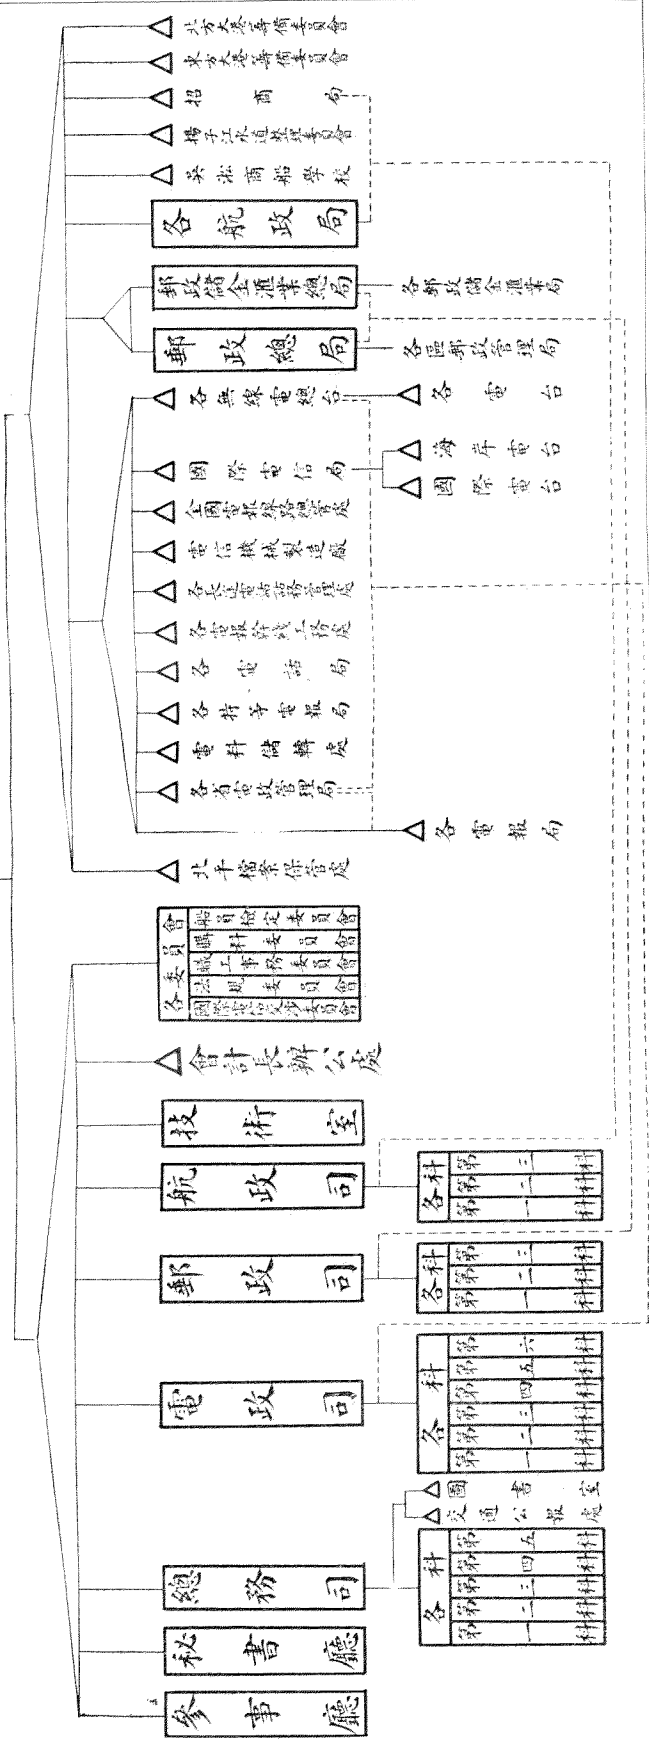 北方大港籌備委員會
東方大港籌備委員會
招商局
揚子江水道整理委員會
吳淞商船學校
各航政局
郵政儲金匯業總局
各郵政儲金匯業局
郵政總局
各區郵政管理局
各無線電總台
各電台
國際電信局
海岸電台
國際電台
全國電報線路總管處
電信機械製造廠
各長途電話話務管理處
各電報幹線工務處
各電話局
各特等電報局
電料儲轉處
各省電政管理局
各電報局
北平檔案保管處
各委員會
船員檢定委員會
購料委員會
職工事務委員會
法規委員會
國際電信交涉委員會
會計長辦公處
技術室
航政司
各科
第三科
第二科
第一科
郵政司
各科
第三科
第二科
第一科
電政司
各科
第六科
第五科
第四科
第三科
第二科
第一科
總務司
圖書室
交通公報處
各科
第五科
第四科
第三科
第二科
第一科
秘書廳
參事廳